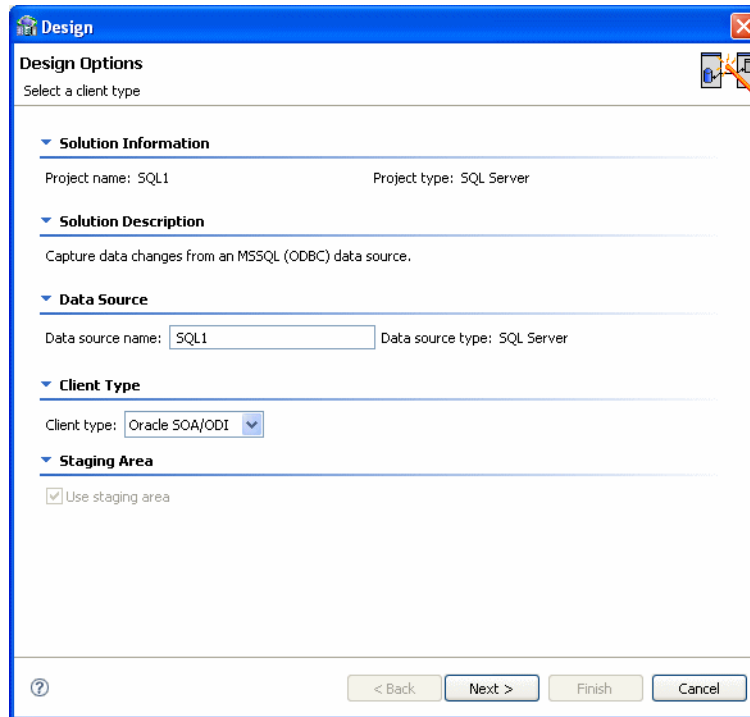 Design
Design Options
Select a client type
Solution Information
Project name: SQL1 Project type: SQL Server
Solution Description
Capture data changes from an MSSQL (ODBC) data source.
Data Source
Data source name: SQL1 Data source type: SQL Server
Client Type
Client type: Oracle SOA/ODI
Staging Area
Use staging area
< Back Next > Finish Cancel